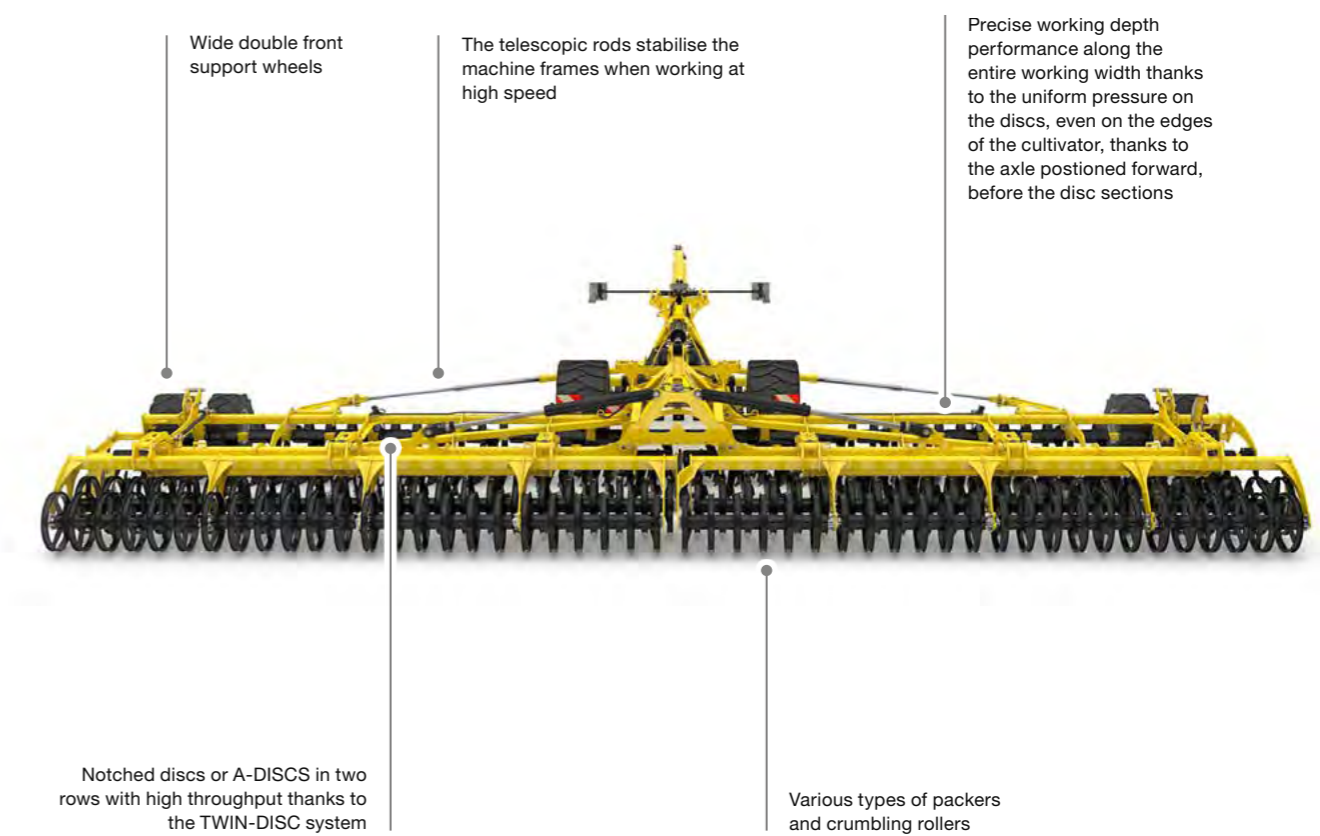 Wide double front
support wheels
The telescopic rods stabilise the
machine frames when working at
high speed
Precise working depth
performance along the
entire working width thanks
to the uniform pressure on
the discs, even on the edges
of the cultivator, thanks to
the axle postioned forward,
before the disc sections
Notched discs or A-DISCS in two
rows with high throughput thanks to
the TWIN-DISC system
Various types of packers
and crumbling rollers